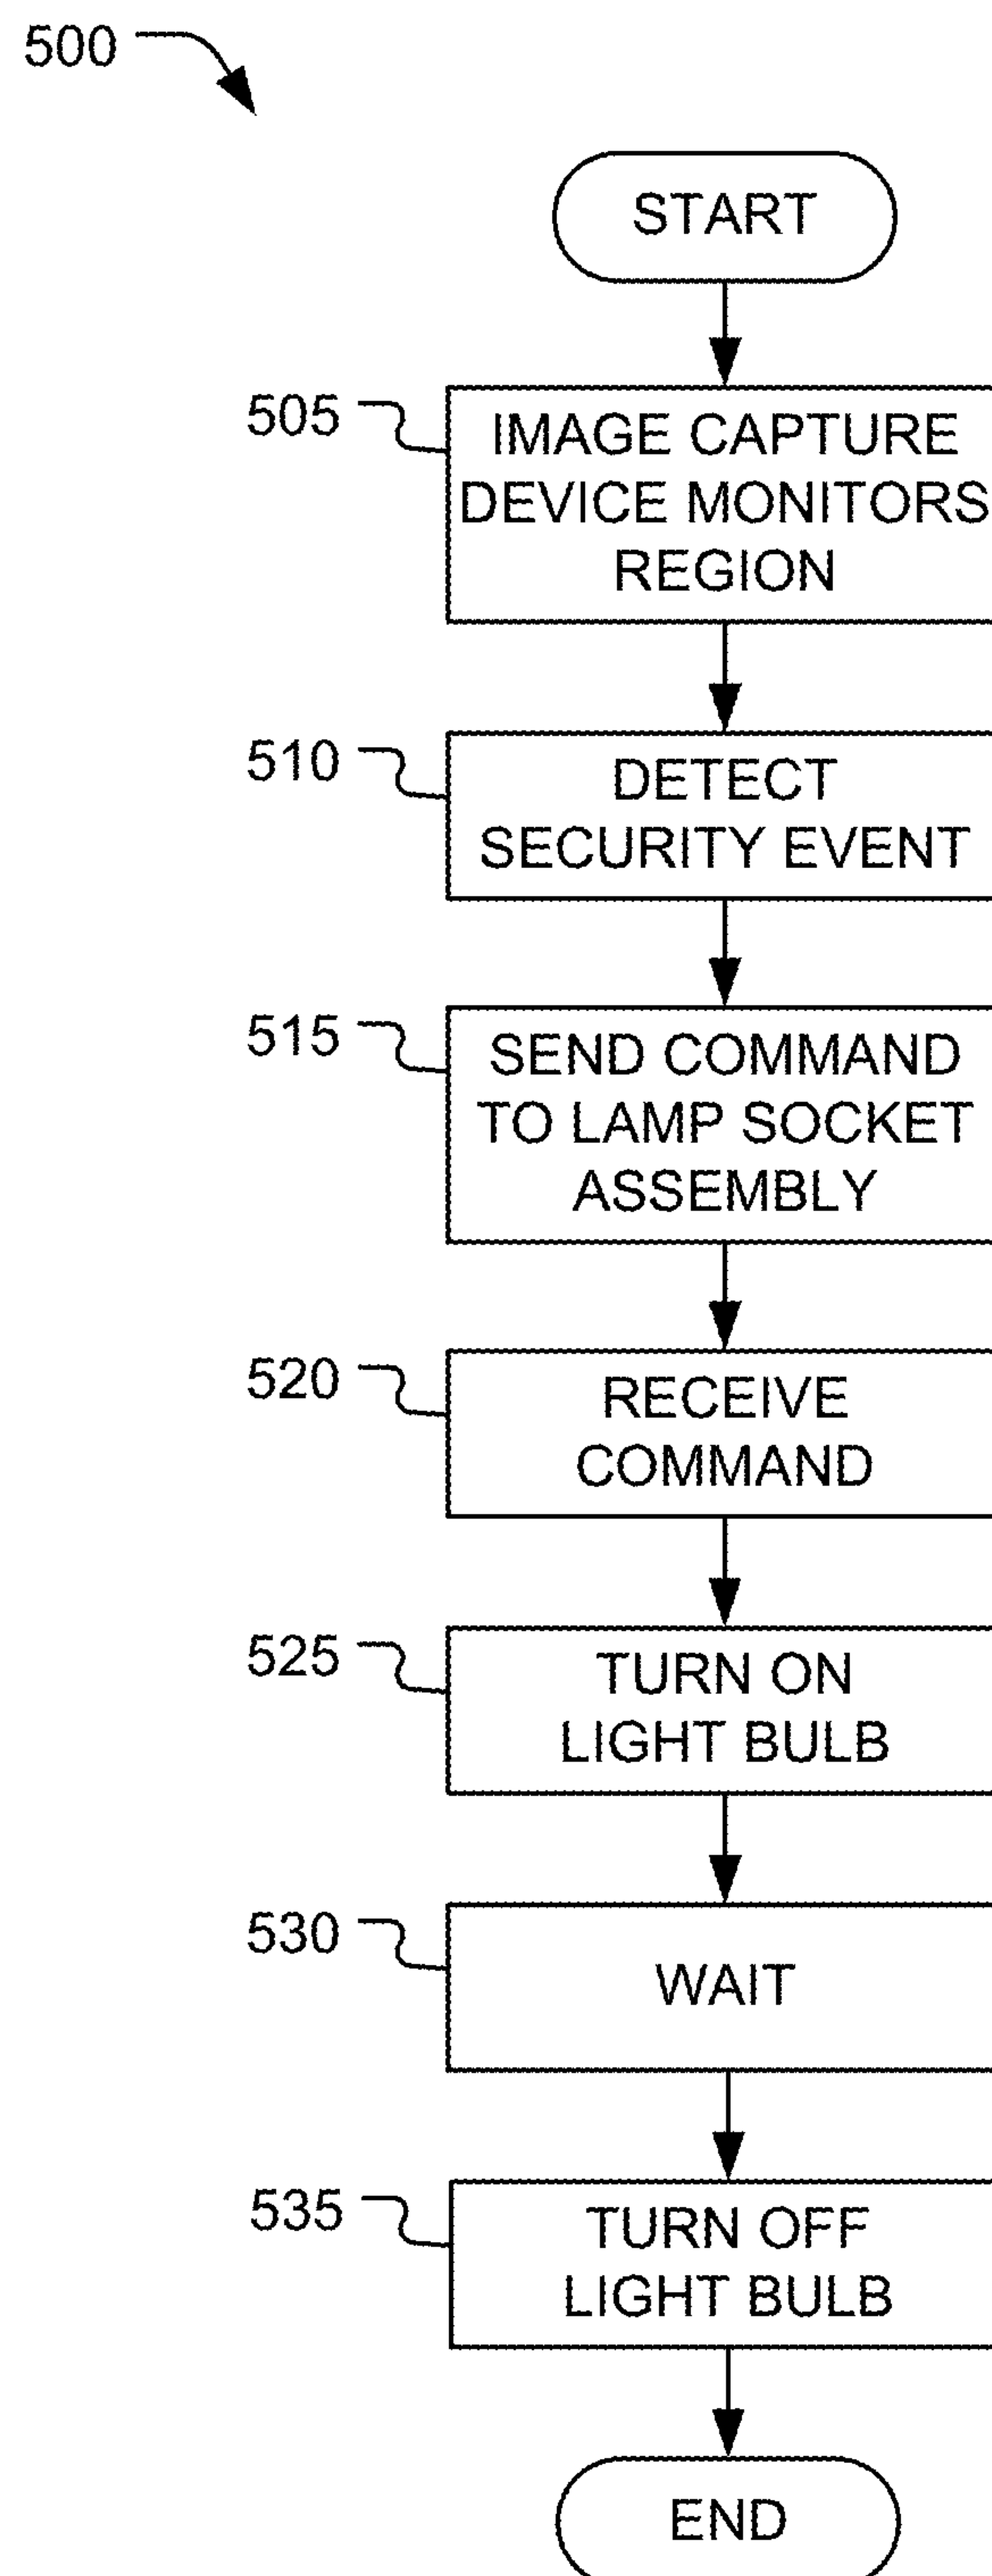 500
START
505
IMAGE CAPTURE
DEVICE MONITORS
REGION
510
DETECT
SECURITY EVENT
515
SEND COMMAND
TO LAMP SOCKET
ASSEMBLY
520
RECEIVE
COMMAND
525
TURN ON
LIGHT BULB
530
WAIT
535
TURN OFF
LIGHT BULB
END